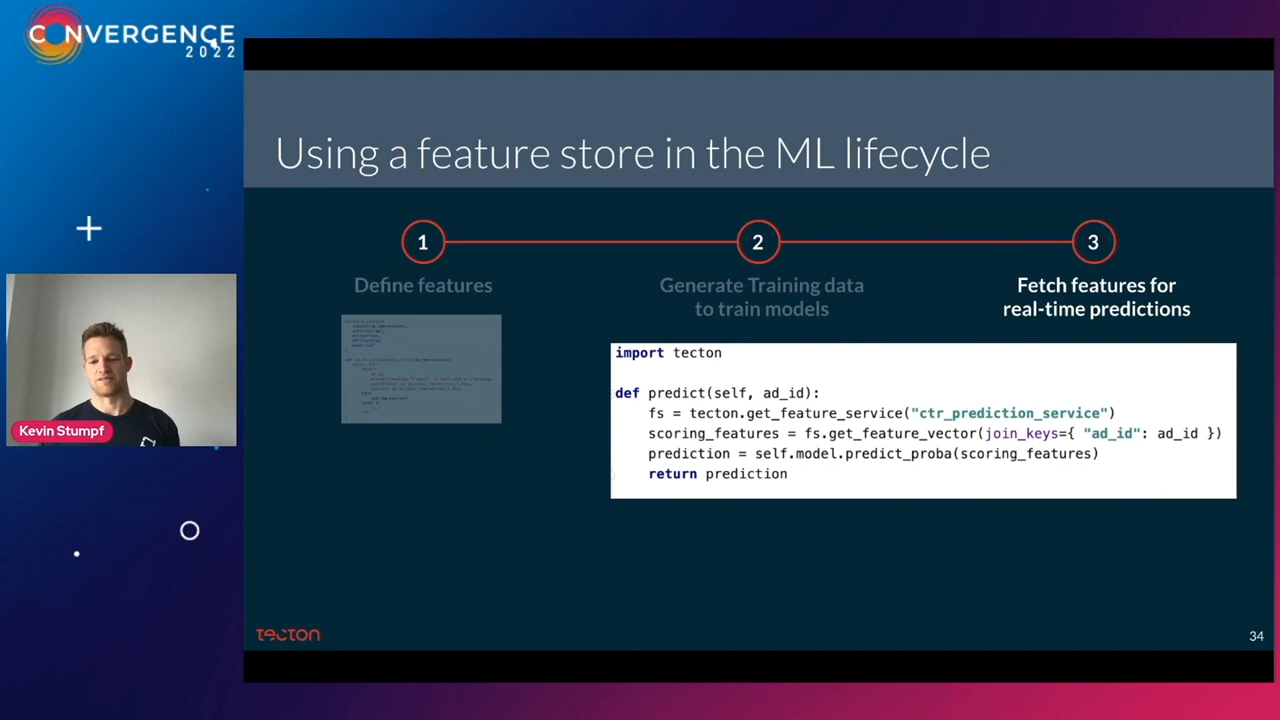 CONVERGENCE
2022
Using a feature store in the ML lifecycle
1
2
3
Define features
Generate Training data
to train models
Fetch features for
real-time predictions
import tecton
def predict(self, ad_id):
    fs = tecton.get_feature_service("ctr_prediction_service")
    scoring_features = fs.get_feature_vector(join_keys={ "ad_id": ad_id })
    prediction = self.model.predict_proba(scoring_features)
    return prediction
Kevin Stumpf
tecton
34